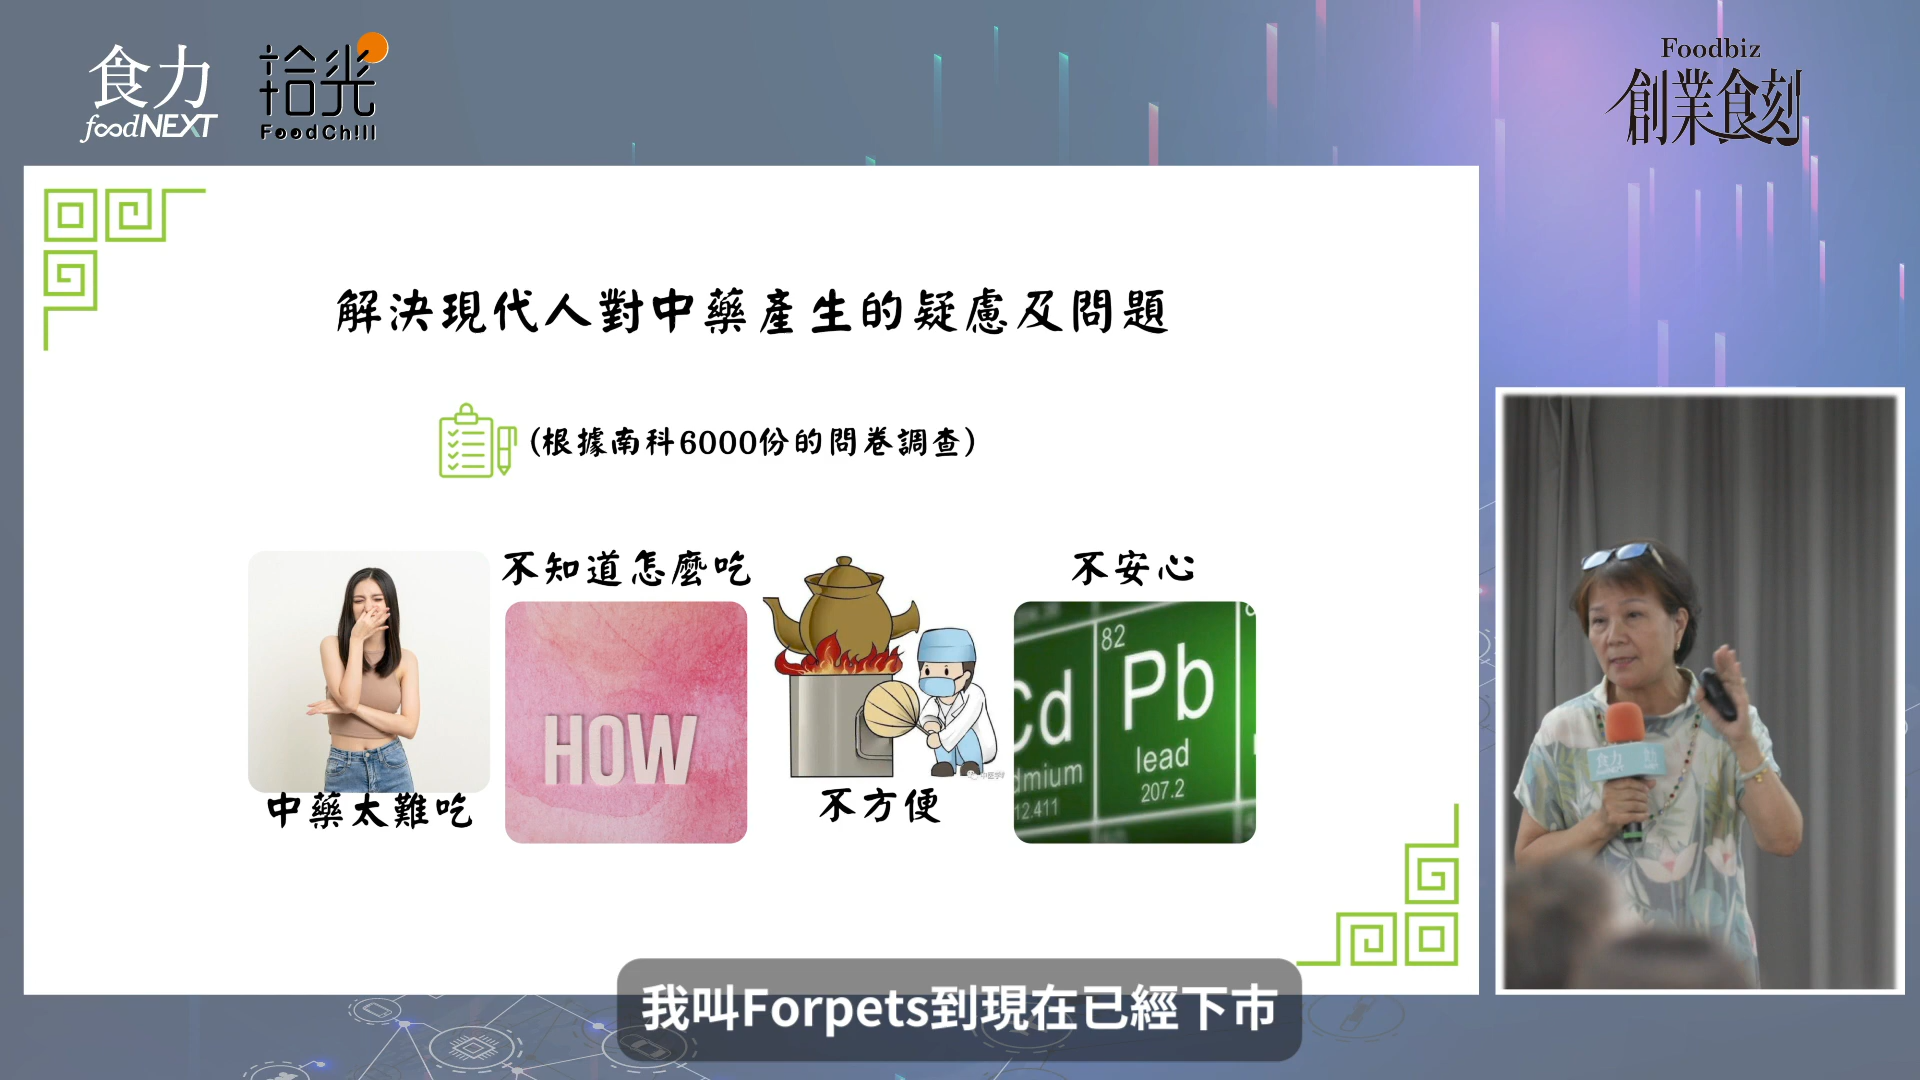 食力
foodNEXT
拾光
FoodCh!ll
Foodbiz
創業食刻
解決現代人對中藥產生的疑慮及問題
(根據南科6000份的問卷調查)
中藥太難吃
不知道怎麼吃
HOW
不方便
不安心
Cd
dmium
12.411
82
Pb
lead
207.2
食力
我叫Forpets到現在已經下市